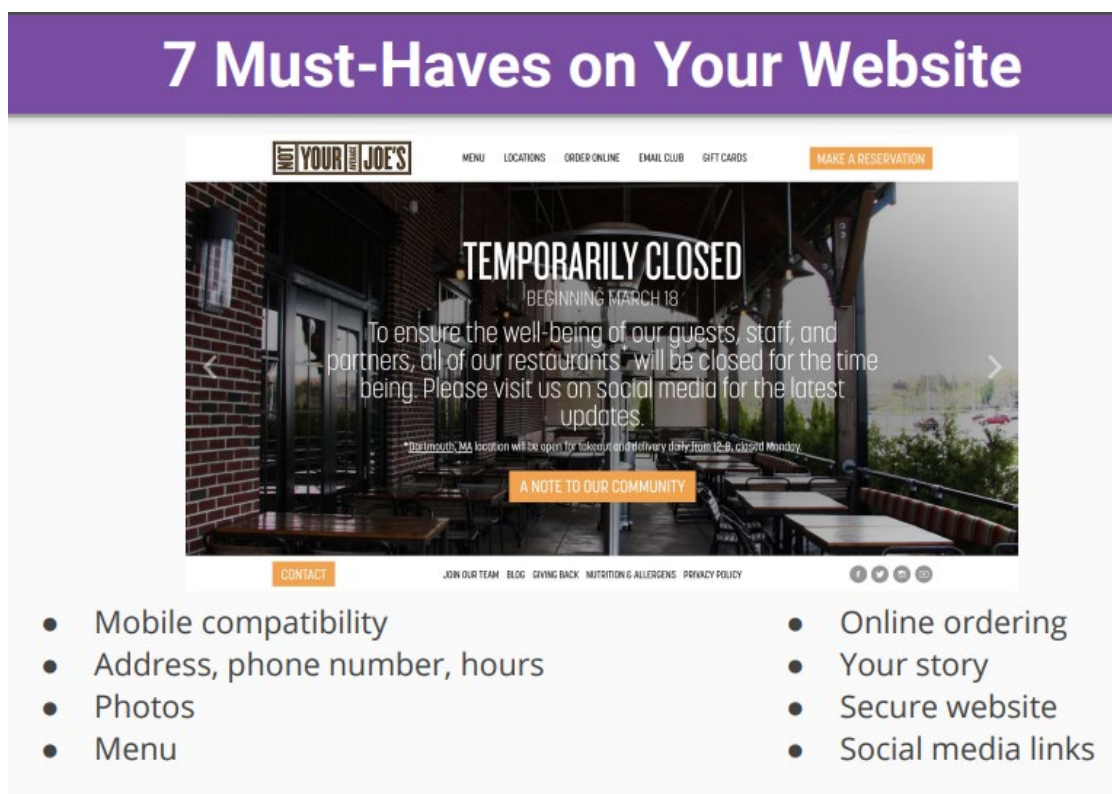 7 Must-Haves on Your Website
NOT YOUR AVERAGE JOE'S
MENU LOCATIONS ORDER ONLINE EMAIL CLUB GIFT CARDS
MAKE A RESERVATION
TEMPORARILY CLOSED
BEGINNING MARCH 18
To ensure the well-being of our guests, staff, and
partners, all of our restaurants* will be closed for the time
being. Please visit us on social media for the latest
updates.
*Dartmouth, MA location will be open for takeout and delivery daily from 12-8, closed Monday.
A NOTE TO OUR COMMUNITY
CONTACT
JOIN OUR TEAM BLOG GIVING BACK NUTRITION & ALLERGENS PRIVACY POLICY
● Mobile compatibility
● Address, phone number, hours
● Photos
● Menu
● Online ordering
● Your story
● Secure website
● Social media links